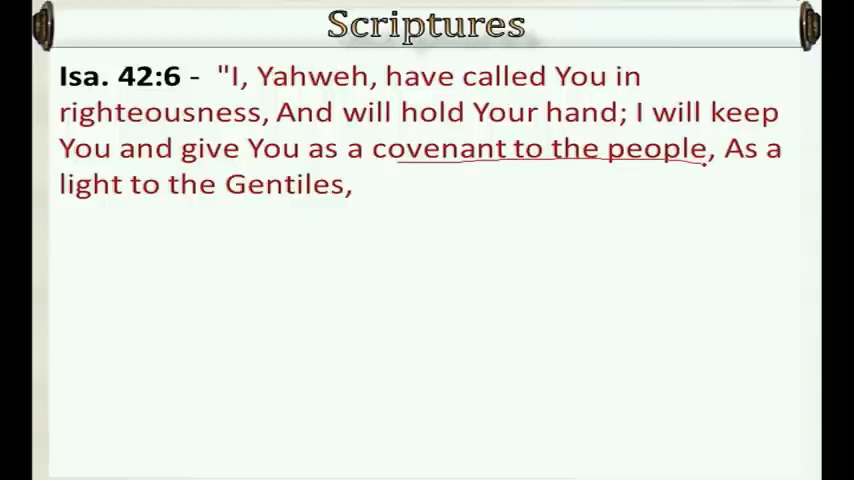 Scriptures
Isa. 42:6 - "I, Yahweh, have called You in
righteousness, And will hold Your hand; I will keep
You and give You as a covenant to the people, As a
light to the Gentiles,